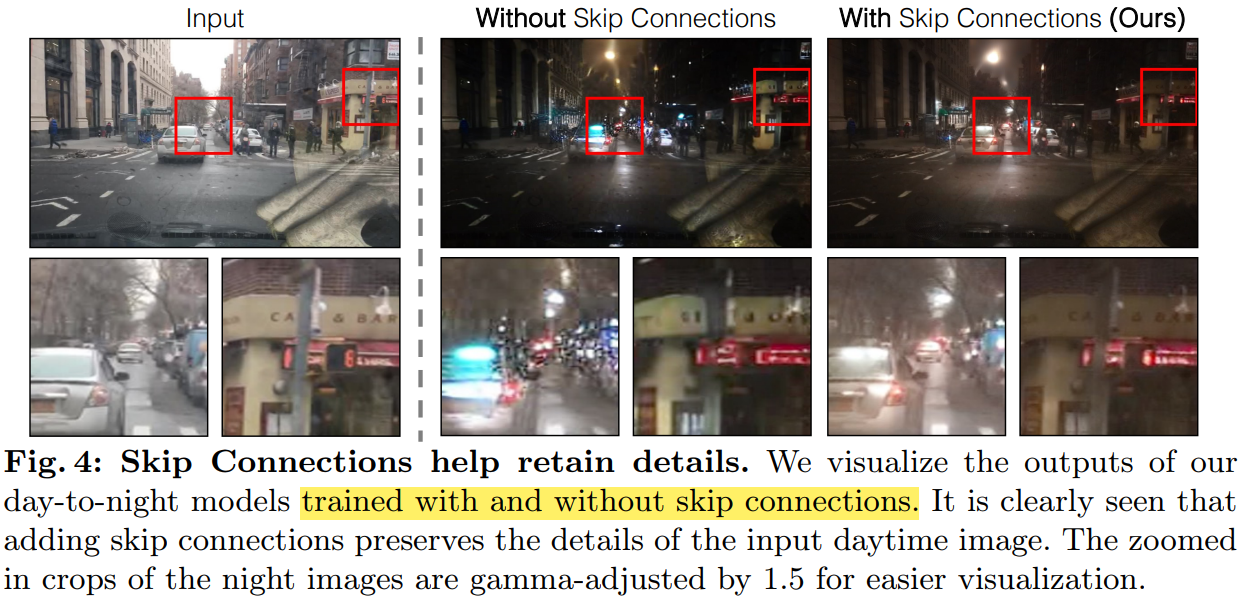 Input
Without Skip Connections
With Skip Connections (Ours)
CA & BAR
Fig. 4: Skip Connections help retain details. We visualize the outputs of our
day-to-night models trained with and without skip connections. It is clearly seen that
adding skip connections preserves the details of the input daytime image. The zoomed
in crops of the night images are gamma-adjusted by 1.5 for easier visualization.